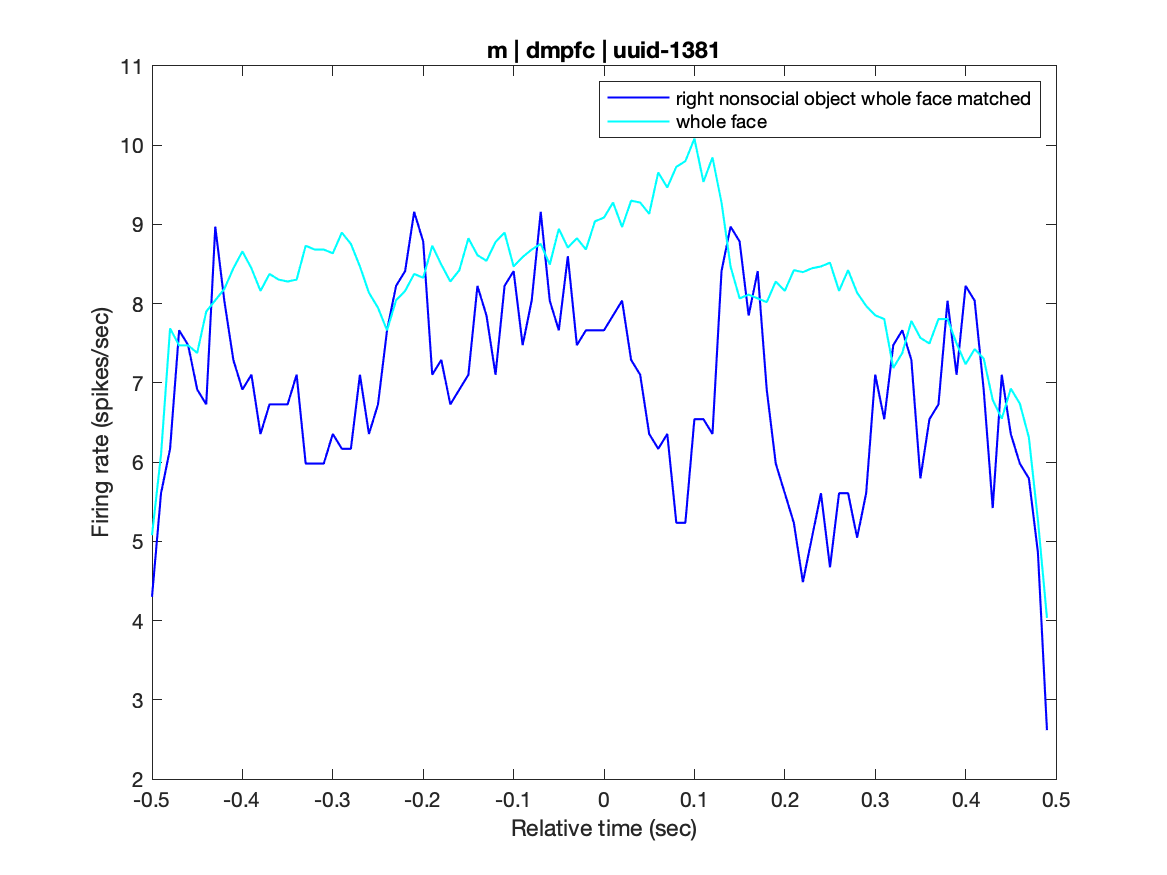 m | dmpfc | uuid-1381
right nonsocial object whole face matched
whole face
Firing rate (spikes/sec)
11
10
9
8
7
6
5
4
3
2
-0.5 -0.4 -0.3 -0.2 -0.1 0 0.1 0.2 0.3 0.4 0.5
Relative time (sec)